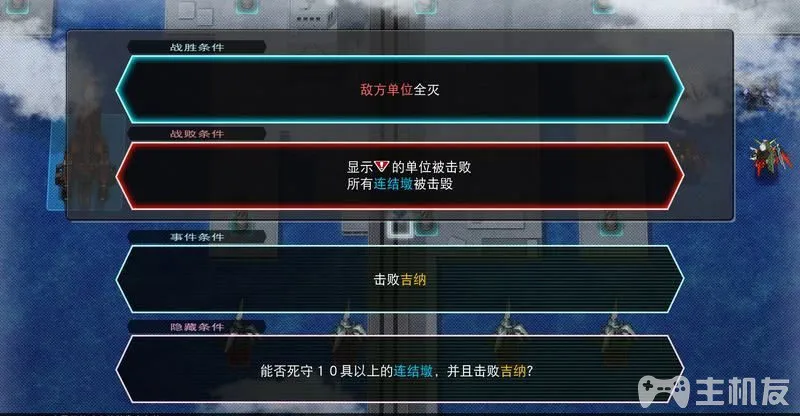 战胜条件
敌方单位全灭
战败条件
显示的单位被击败
所有连结墩被击毁
事件条件
击败吉纳
隐藏条件
能否死守１０具以上的连结墩，并且击败吉纳？
主机友